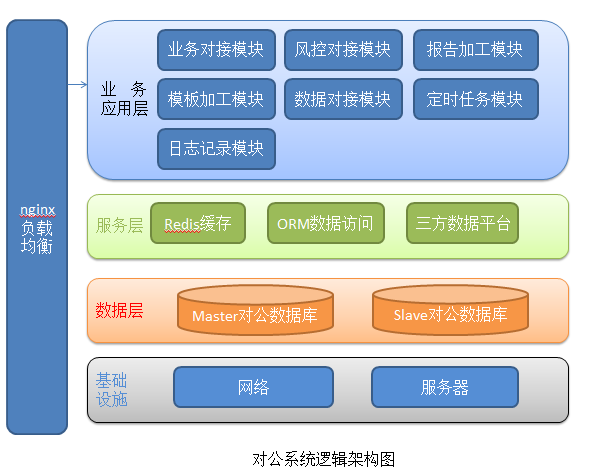 nginx
负载
均衡
业 务
应用层
业务对接模块
风控对接模块
报告加工模块
模板加工模块
数据对接模块
定时任务模块
日志记录模块
服务层
Redis缓存
ORM数据访问
三方数据平台
数据层
Master对公数据库
Slave对公数据库
基础
设施
网络
服务器
对公系统逻辑架构图